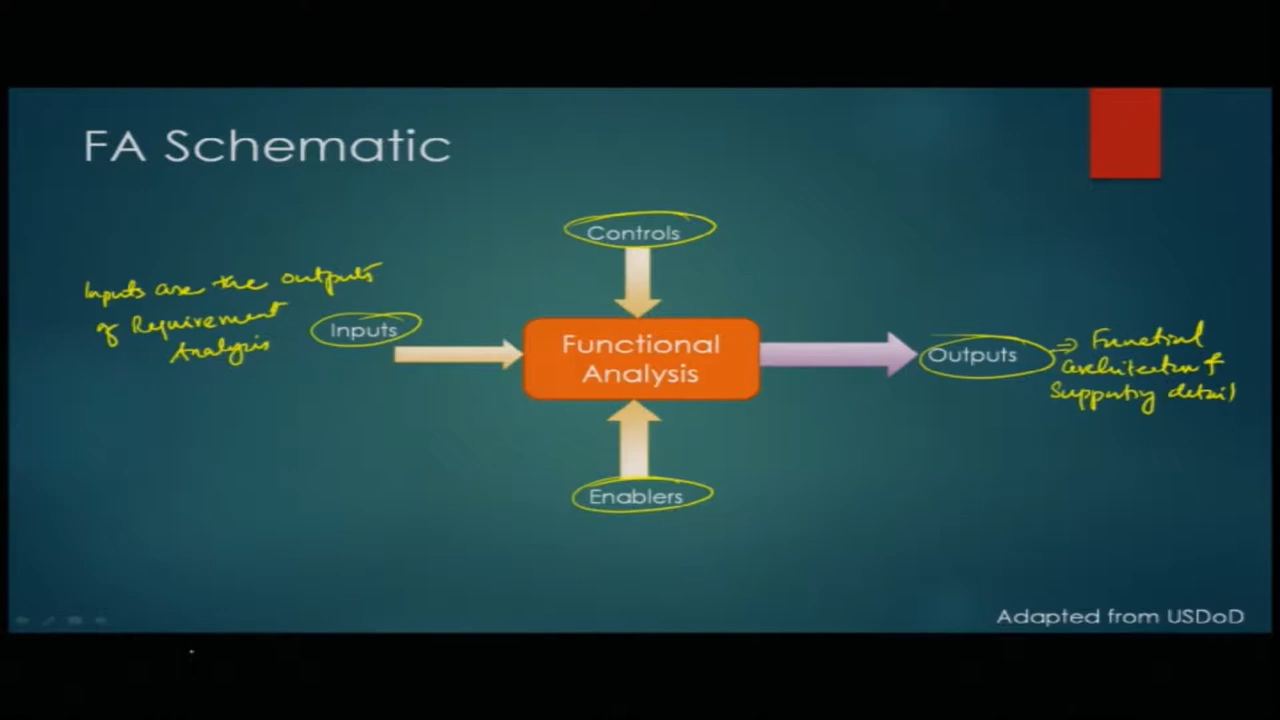 FA Schematic
Controls
Inputs are the outputs
of Requirement
Analysis
Inputs
Functional
Analysis
Outputs
⇒ Functional
architecture &
Supporting detail
Enablers
Adapted from USDoD